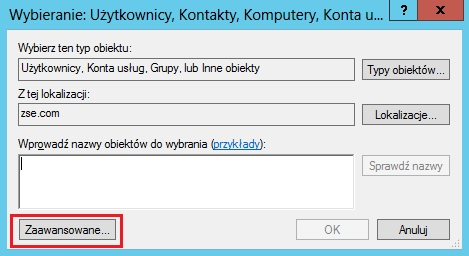 Wybieranie: Użytkownicy, Kontakty, Komputery, Konta u...
? x
Wybierz ten typ obiektu:
Użytkownicy, Konta usług, Grupy, lub Inne obiekty
Typy obiektów...
Z tej lokalizacji:
zse.com
Lokalizacje...
Wprowadź nazwy obiektów do wybrania (przykłady):
Sprawdź nazwy
Zaawansowane...
OK
Anuluj